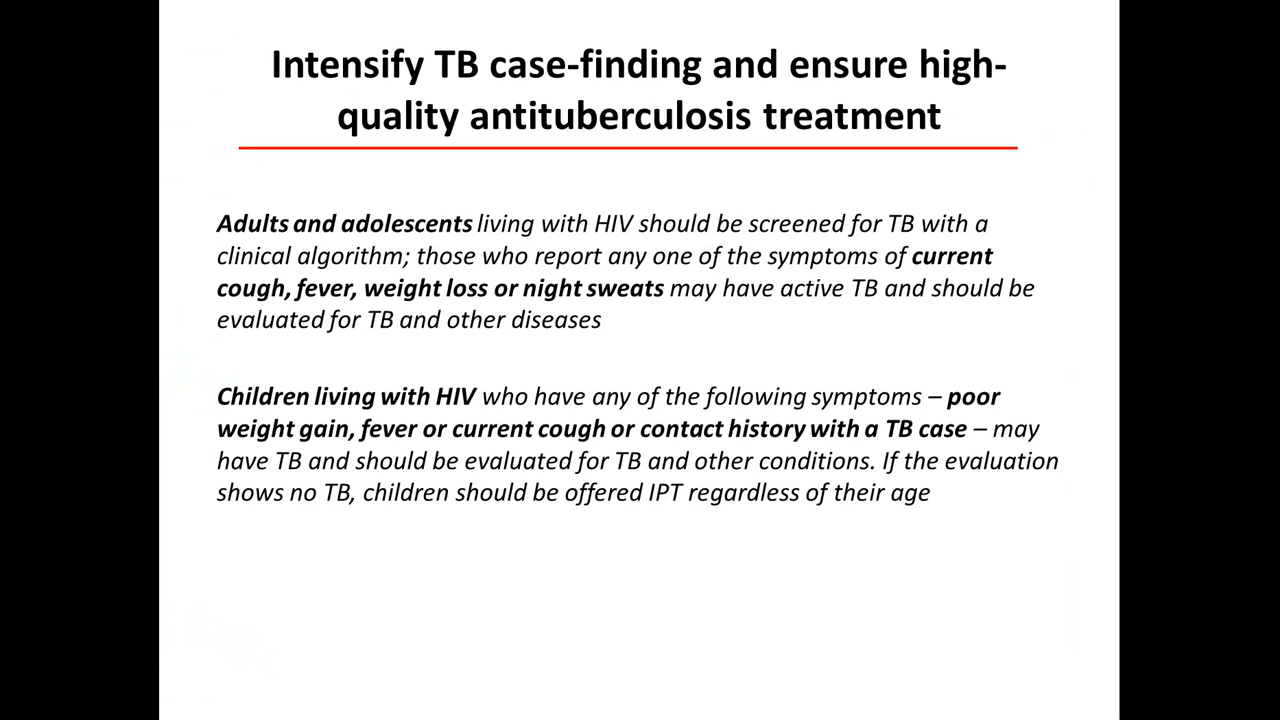 Intensify TB case-finding and ensure high-
quality antituberculosis treatment
Adults and adolescents living with HIV should be screened for TB with a
clinical algorithm; those who report any one of the symptoms of current
cough, fever, weight loss or night sweats may have active TB and should be
evaluated for TB and other diseases
Children living with HIV who have any of the following symptoms – poor
weight gain, fever or current cough or contact history with a TB case – may
have TB and should be evaluated for TB and other conditions. If the evaluation
shows no TB, children should be offered IPT regardless of their age